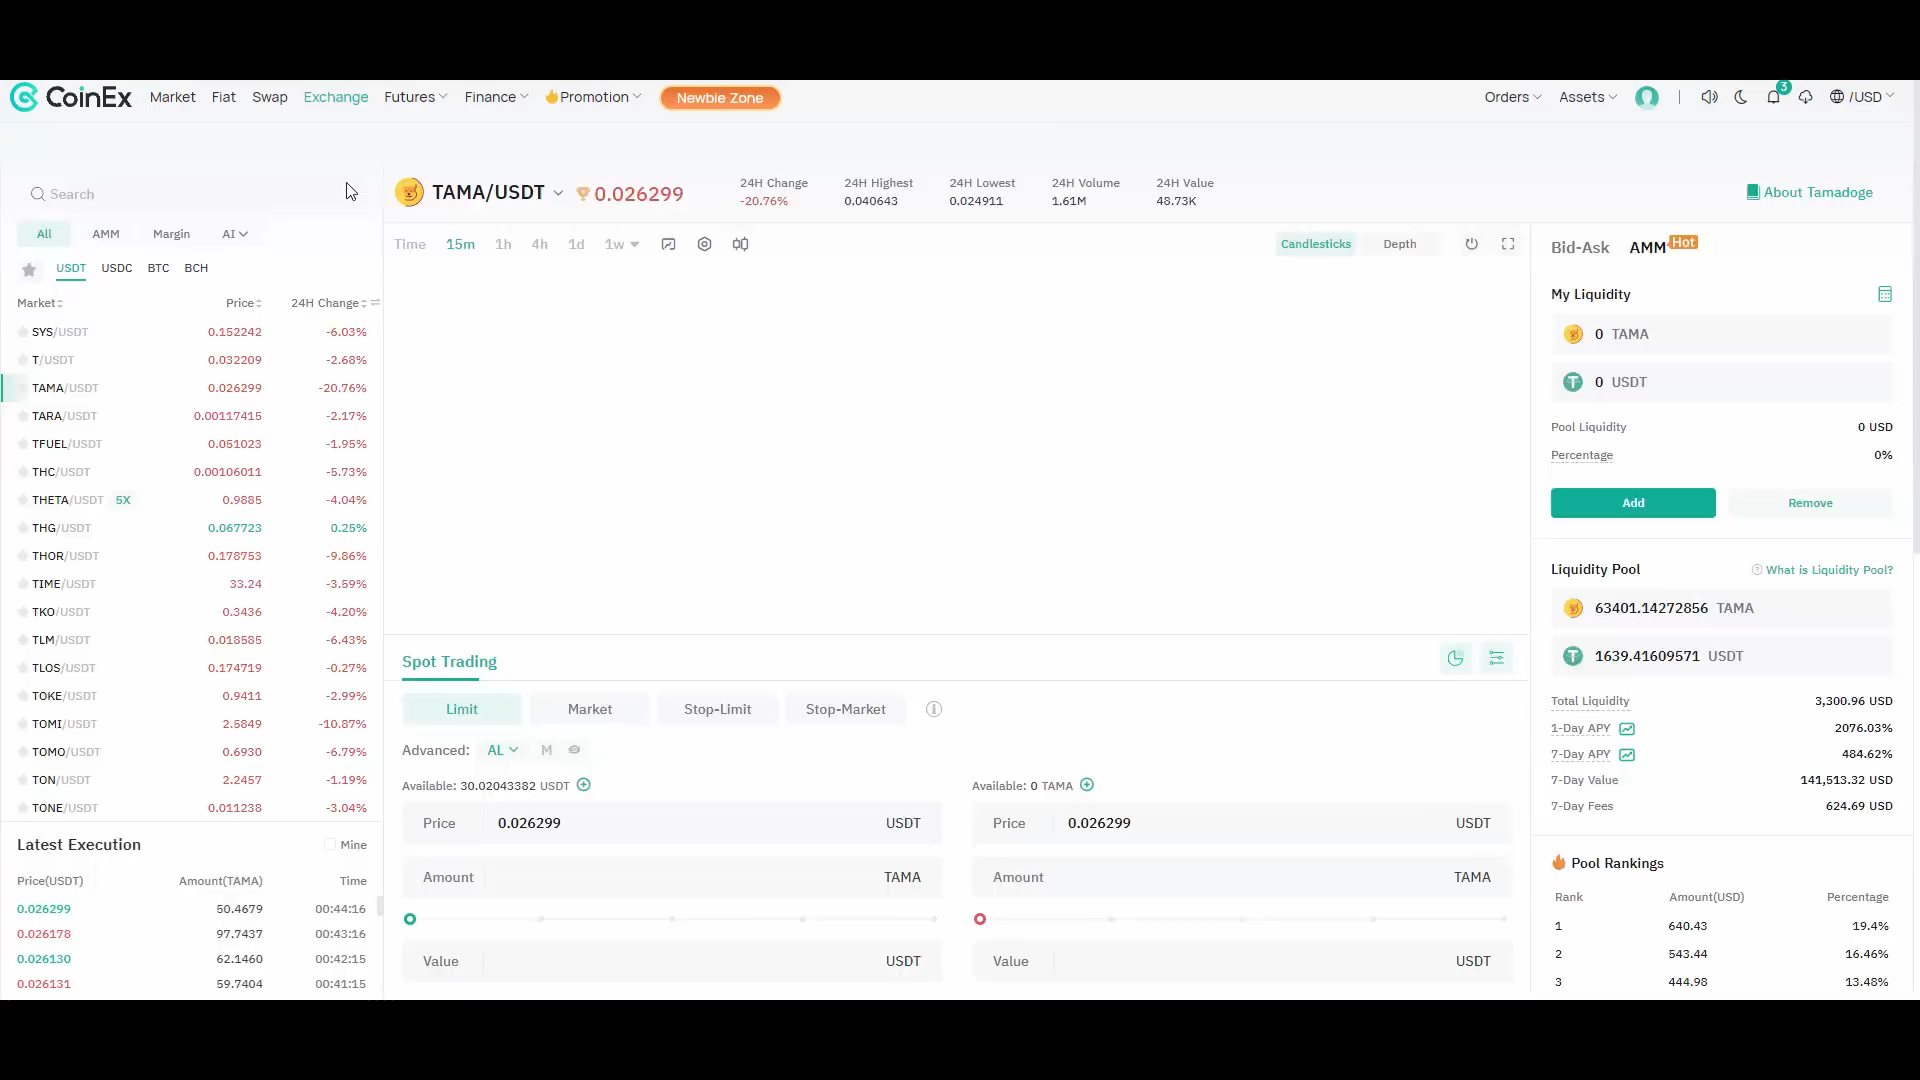 CoinEx Market Fiat Swap Exchange Futures Finance Promotion Newbie Zone Orders Assets 3 /USD
Search
TAMA/USDT 0.026299
24H Change 24H Highest 24H Lowest 24H Volume 24H Value
-20.76% 0.040643 0.024911 1.61M 48.73K
About Tamadoge
All AMM Margin AI
USDT USDC BTC BCH
Market Price 24H Change
SYS/USDT 0.152242 -6.03%
T/USDT 0.032209 -2.68%
TAMA/USDT 0.026299 -20.76%
TARA/USDT 0.00117415 -2.17%
TFUEL/USDT 0.051023 -1.95%
THC/USDT 0.00106011 -5.73%
THETA/USDT 5X 0.9885 -4.04%
THG/USDT 0.067723 0.25%
THOR/USDT 0.178753 -9.86%
TIME/USDT 33.24 -3.59%
TKO/USDT 0.3436 -4.20%
TLM/USDT 0.018585 -6.43%
TLOS/USDT 0.174719 -0.27%
TOKE/USDT 0.9411 -2.99%
TOMI/USDT 2.5849 -10.87%
TOMO/USDT 0.6930 -6.79%
TON/USDT 2.2457 -1.19%
TONE/USDT 0.011238 -3.04%
Latest Execution Mine
Price(USDT) Amount(TAMA) Time
0.026299 50.4679 00:44:16
0.026178 97.7437 00:43:16
0.026130 62.1460 00:42:15
0.026131 59.7404 00:41:15
Time 15m 1h 4h 1d 1w Candlesticks Depth
Spot Trading
Limit Market Stop-Limit Stop-Market
Advanced: AL M
Available: 30.02043382 USDT
Price 0.026299 USDT
Amount TAMA
Value USDT
Available: 0 TAMA
Price 0.026299 USDT
Amount TAMA
Value USDT
Bid-Ask AMM Hot
My Liquidity
0 TAMA
0 USDT
Pool Liquidity 0 USD
Percentage 0%
Add Remove
Liquidity Pool What is Liquidity Pool?
63401.14272856 TAMA
1639.41609571 USDT
Total Liquidity 3,300.96 USD
1-Day APY 2076.03%
7-Day APY 484.62%
7-Day Value 141,513.32 USD
7-Day Fees 624.69 USD
Pool Rankings
Rank Amount(USD) Percentage
1 640.43 19.4%
2 543.44 16.46%
3 444.98 13.48%